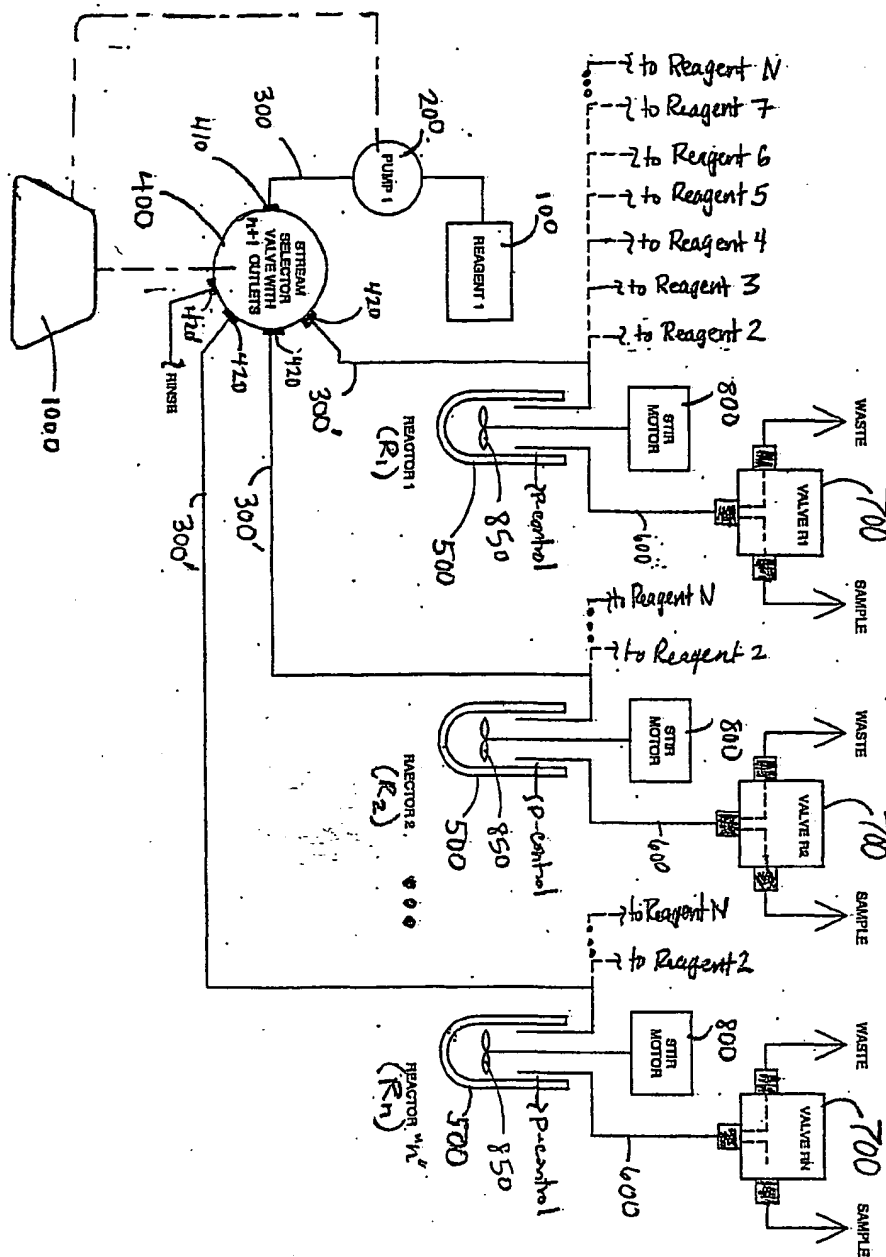 to Reagent N
to Reagent 7
to Reagent 6
to Reagent 5
to Reagent 4
to Reagent 3
to Reagent 2
300
200
PUMP 1
100
REAGENT 1
410
400
STREAM
SELECTOR
VALVE WITH
n+1 OUTLETS
420
420
420
420
RINSE
1000
300'
300'
300'
800
STIR
MOTOR
REACTOR 1
(R1)
500
850
P-control
600
WASTE
VALVE R1
700
SAMPLE
to Reagent N
to Reagent 2
800
STIR
MOTOR
RAECTOR 2
(R2)
500
850
P-control
600
WASTE
VALVE R2
700
SAMPLE
to Reagent N
to Reagent 2
800
STIR
MOTOR
REACTOR "n"
(Rn)
500
850
P-control
600
WASTE
VALVE RN
700
SAMPLE